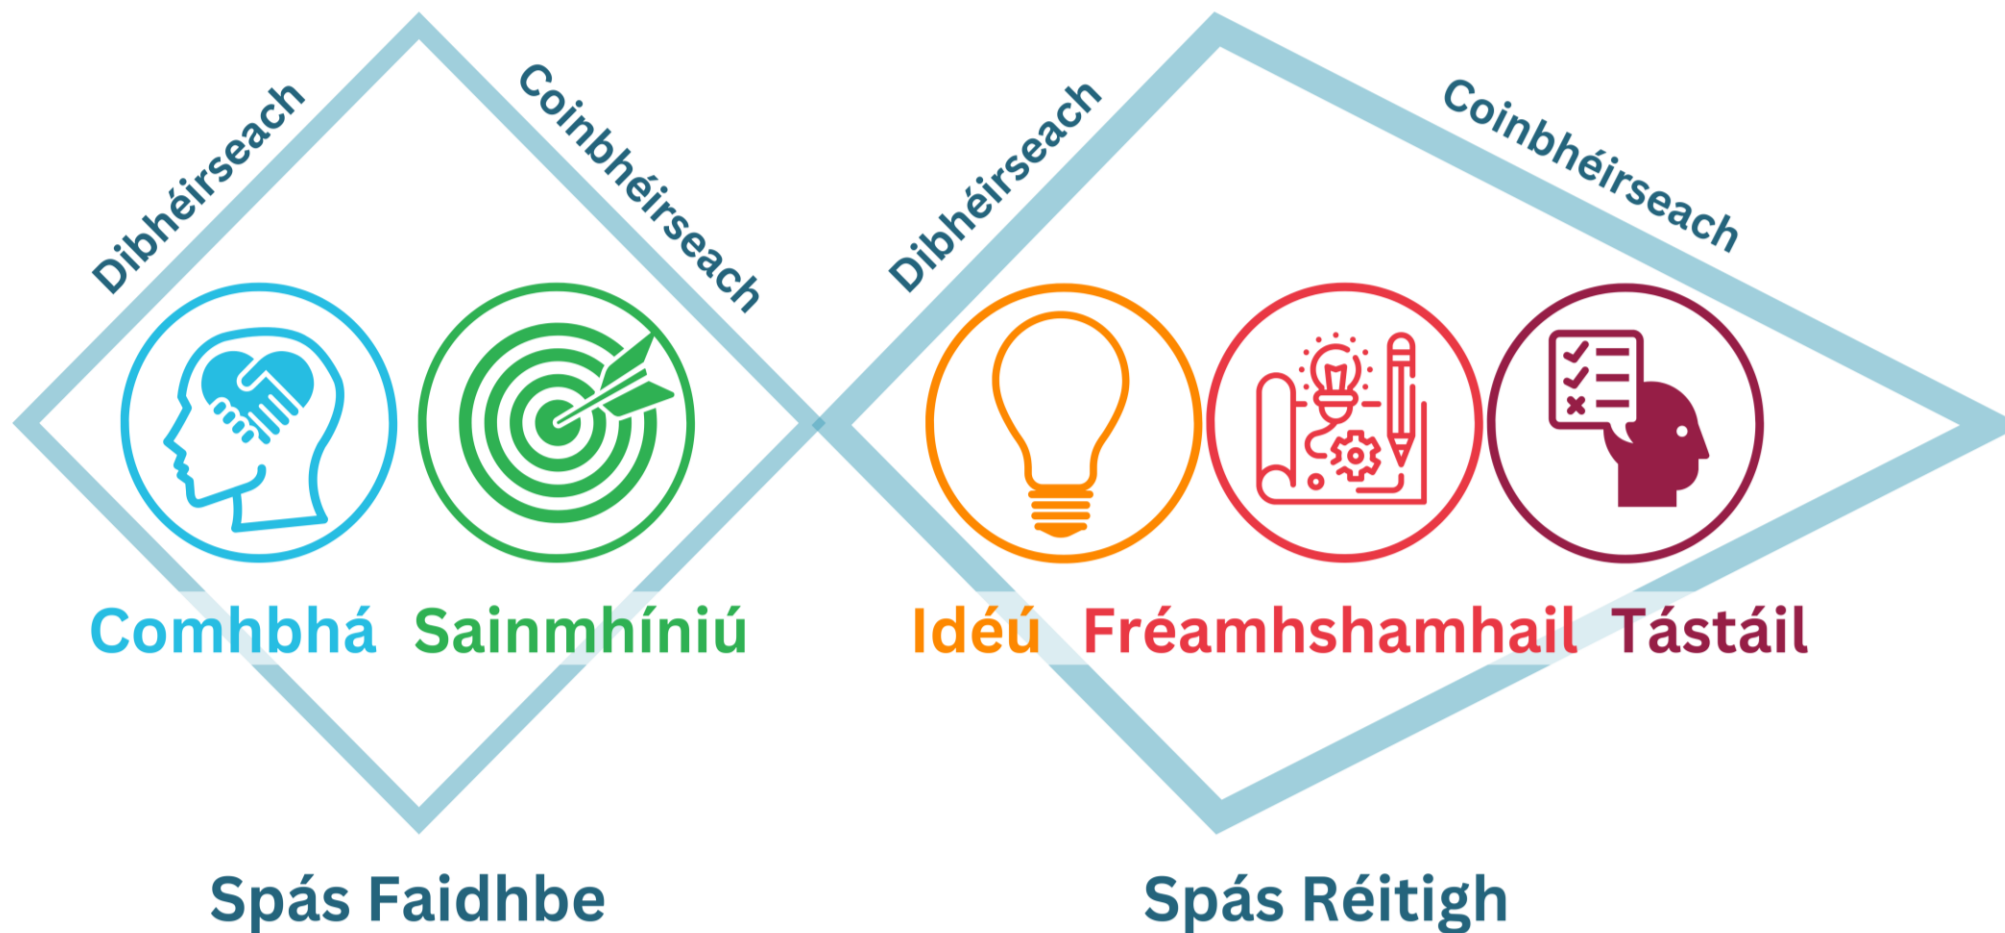 Dibhéirseach
Coinbhéirseach
Dibhéirseach
Coinbhéirseach
Comhbhá
Sainmhíniú
Idéú
Fréamhshamhail
Tástáil
Spás Faidhbe
Spás Réitigh